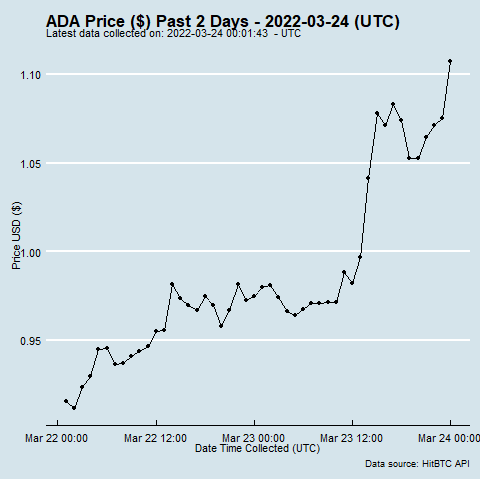 ADA Price ($) Past 2 Days - 2022-03-24 (UTC)
Latest data collected on: 2022-03-24 00:01:43  - UTC
1.10
1.05
1.00
0.95
Price USD ($)
Mar 22 00:00 Mar 22 12:00 Mar 23 00:00 Mar 23 12:00 Mar 24 00:00
Date Time Collected (UTC)
Data source: HitBTC API